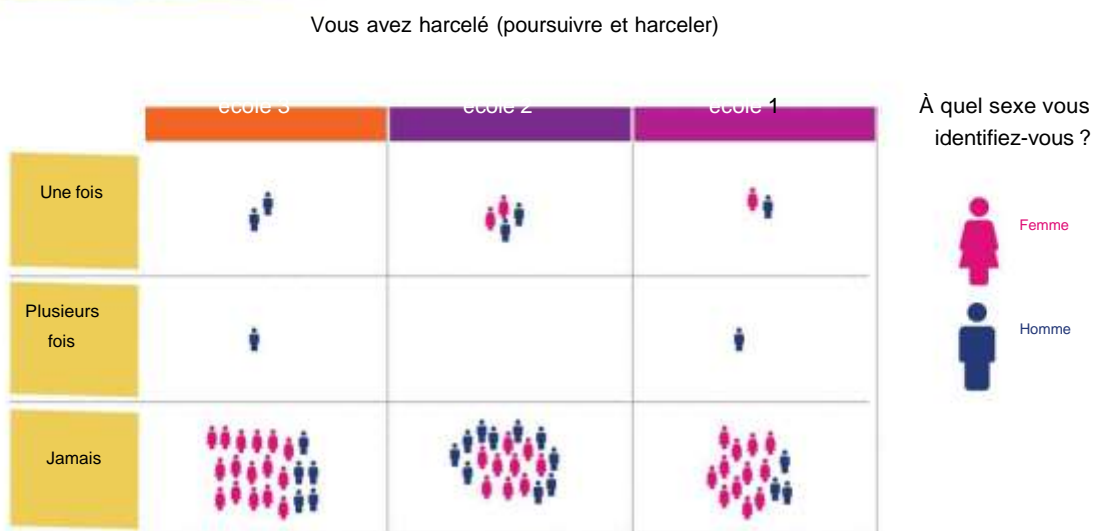 Vous avez harcelé (poursuivre et harceler)
école 3
école 2
école 1
À quel sexe vous
identifiez-vous ?
Une fois
Femme
Plusieurs
fois
Homme
Jamais